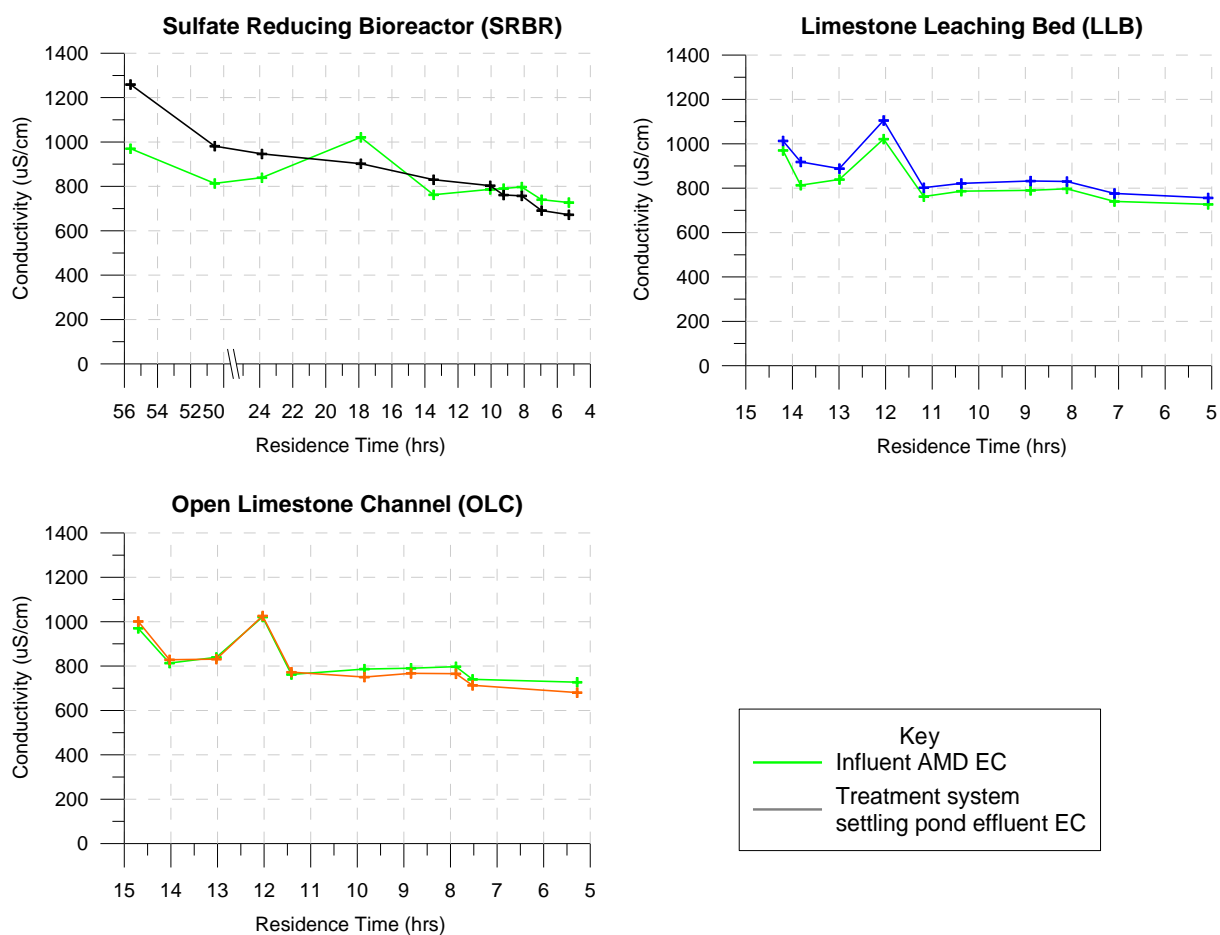 Sulfate Reducing Bioreactor (SRBR)
1400
1200
1000
800
600
400
200
0
Conductivity (uS/cm)
56 54 52 50 24 22 20 18 16 14 12 10 8 6 4
Residence Time (hrs)
Limestone Leaching Bed (LLB)
1400
1200
1000
800
600
400
200
0
Conductivity (uS/cm)
15 14 13 12 11 10 9 8 7 6 5
Residence Time (hrs)
Open Limestone Channel (OLC)
1400
1200
1000
800
600
400
200
0
Conductivity (uS/cm)
15 14 13 12 11 10 9 8 7 6 5
Residence Time (hrs)
Key
Influent AMD EC
Treatment system
settling pond effluent EC